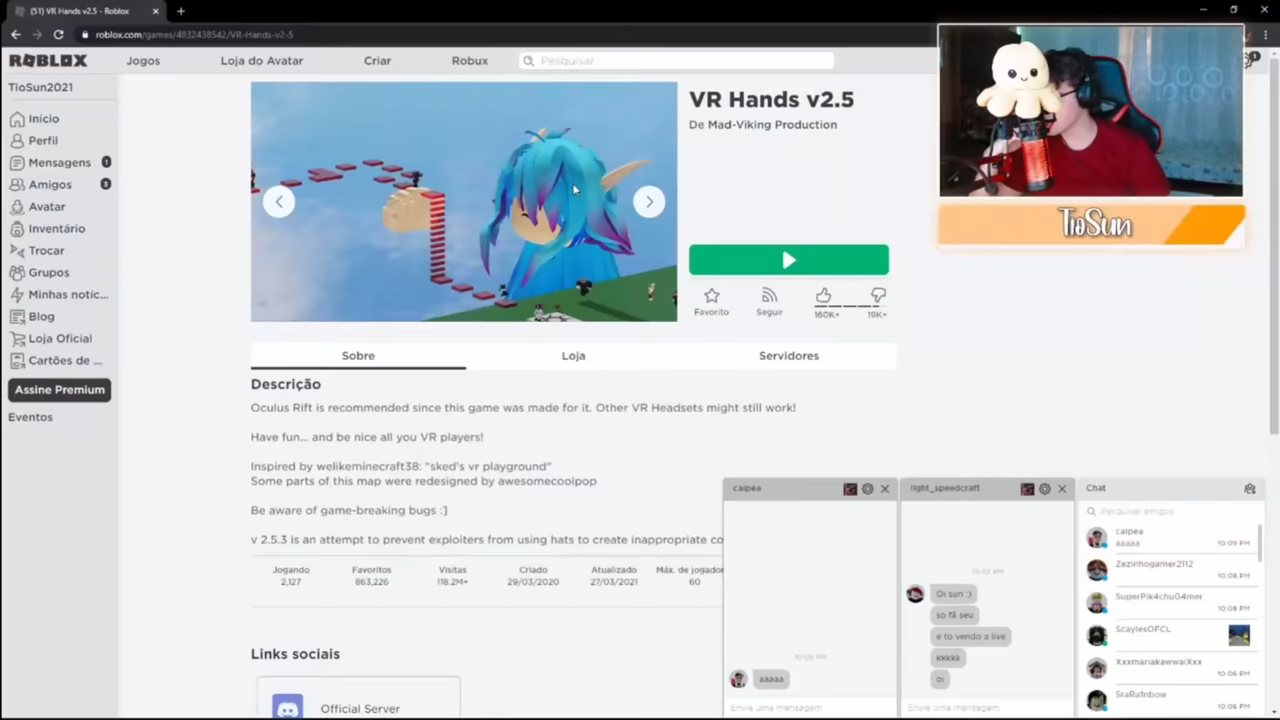 (51) VR Hands v2.5 - Roblox
roblox.com/games/4832438542/VR-Hands-v2-5
ROBLOX
Jogos
Loja do Avatar
Criar
Robux
Pesquisar
TioSun2021
Início
Perfil
Mensagens 1
Amigos 3
Avatar
Inventário
Trocar
Grupos
Minhas notíc...
Blog
Loja Oficial
Cartões de ...
Assine Premium
Eventos
VR Hands v2.5
De Mad-Viking Production
Favorito
Seguir
160K+
19K+
TioSun
Sobre
Loja
Servidores
Descrição
Oculus Rift is recommended since this game was made for it. Other VR Headsets might still work!
Have fun... and be nice all you VR players!
Inspired by welikeminecraft38: "sked's vr playground"
Some parts of this map were redesigned by awesomecoolpop
Be aware of game-breaking bugs :]
v 2.5.3 is an attempt to prevent exploiters from using hats to create inappropriate co
Jogando
2,127
Favoritos
863,226
Visitas
118.2M+
Criado
29/03/2020
Atualizado
27/03/2021
Máx. de jogador
60
Links sociais
Official Server
caipea
10:09 PM
aaaaa
Envie uma mensagem
light_speedcraft
Oi sun :)
so fã seu
e to vendo a live
kkkkk
oi
Envie uma mensagem
Chat
Pesquisar amigos
caipea
aaaaa
10:09 PM
Zezinhogamer2112
10:08 PM
SuperPik4chuG4mer
10:08 PM
ScaylesOFCL
XxxmariakawwaiXxx
10:06 PM
SraRa1nbow
10:06 PM